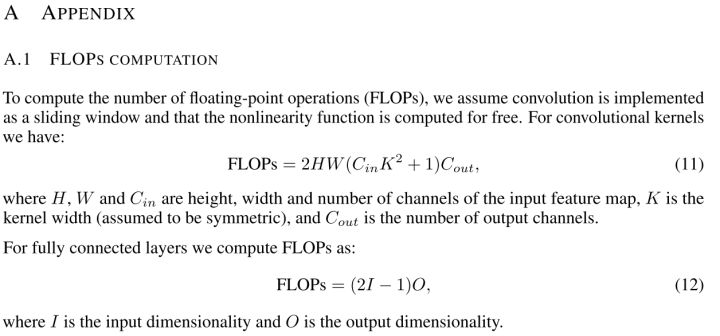 A APPENDIX
A.1 FLOPS COMPUTATION
To compute the number of floating-point operations (FLOPs), we assume convolution is implemented
as a sliding window and that the nonlinearity function is computed for free. For convolutional kernels
we have:
FLOPs = 2HW(C_{in}K^2 + 1)C_{out}, (11)
where H, W and C_{in} are height, width and number of channels of the input feature map, K is the
kernel width (assumed to be symmetric), and C_{out} is the number of output channels.
For fully connected layers we compute FLOPs as:
FLOPs = (2I − 1)O, (12)
where I is the input dimensionality and O is the output dimensionality.